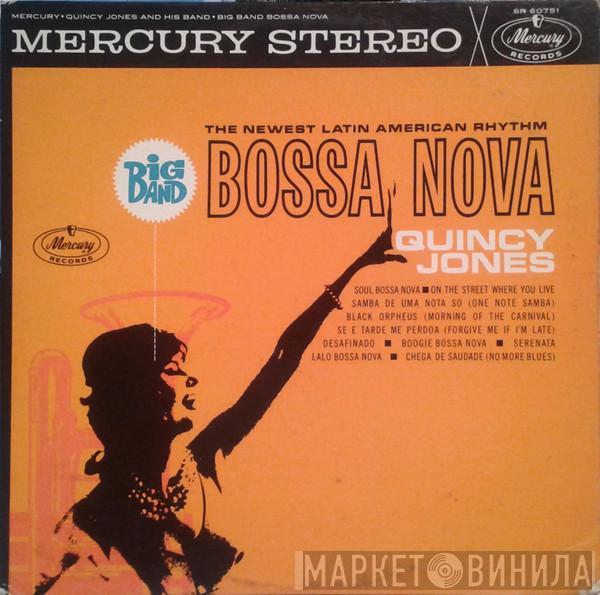 MERCURY • QUINCY JONES AND HIS BAND • BIG BAND BOSSA NOVA
SR 60751
MERCURY STEREO
Mercury
RECORDS
THE NEWEST LATIN AMERICAN RHYTHM
BiG
BAND
BOSSA NOVA
Mercury
RECORDS
QUINCY
JONES
SOUL BOSSA NOVA ■ ON THE STREET WHERE YOU LIVE
SAMBA DE UMA NOTA SO (ONE NOTE SAMBA)
BLACK ORPHEUS (MORNING OF THE CARNIVAL)
SE E TARDE ME PERDOA (FORGIVE ME IF I'M LATE)
DESAFINADO ■ BOOGIE BOSSA NOVA ■ SERENATA
LALO BOSSA NOVA ■ CHEGA DE SAUDADE (NO MORE BLUES)
МАРКЕТ ВИНИЛА